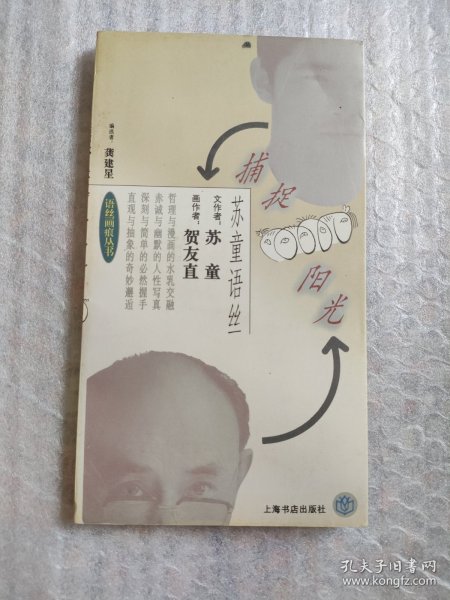 编选者：龚建星
语丝画痕丛书
捕捉
阳光
苏童语丝
文作者：苏童
画作者：贺友直
哲理与漫画的水乳交融
赤诚与幽默的人性写真
深刻与简单的必然握手
直观与抽象的奇妙邂逅
上海书店出版社
孔夫子旧书网
www.kongfz.com